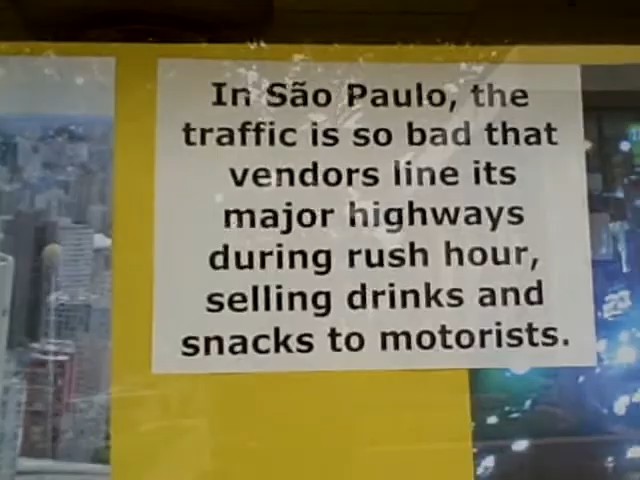 In São Paulo, the
traffic is so bad that
vendors line its
major highways
during rush hour,
selling drinks and
snacks to motorists.